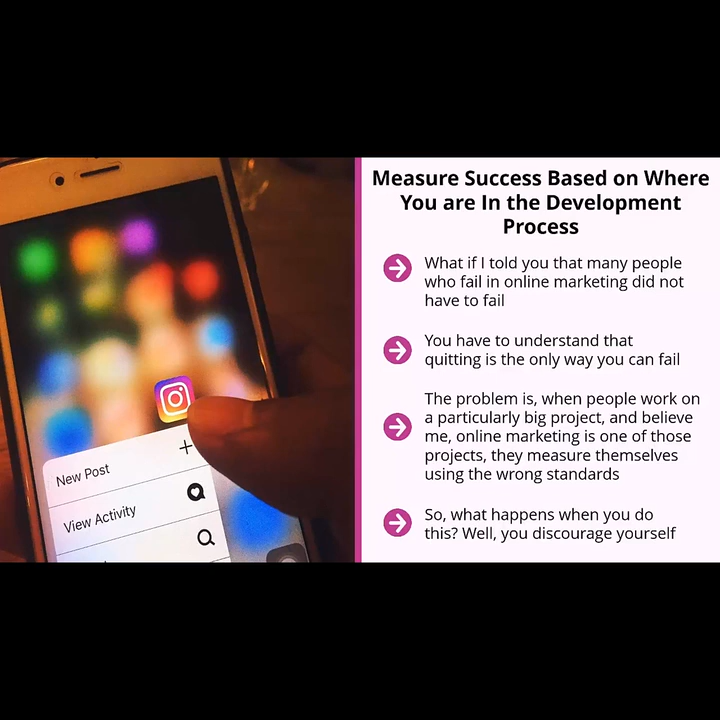 New Post
View Activity
Measure Success Based on Where
You are In the Development
Process
What if I told you that many people
who fail in online marketing did not
have to fail
You have to understand that
quitting is the only way you can fail
The problem is, when people work on
a particularly big project, and believe
me, online marketing is one of those
projects, they measure themselves
using the wrong standards
So, what happens when you do
this? Well, you discourage yourself